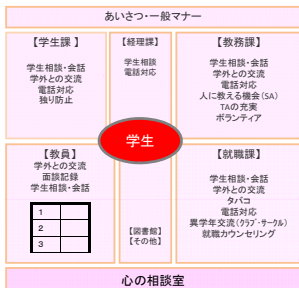 あいさつ・一般マナー
【学生課 】
学生相談・会話
学外との交流
電話対応
独り防止
【経理課】
学生相談
電話対応
【教務課】
学生相談・会話
学外との交流
電話対応
人に教える機会(SA)
TAの充実
ボランティア
学生
【教員】
学外との交流
面談記録
学生相談・会話
1
2
3
【図書館】
【その他】
【就職課】
学生相談・会話
学外との交流
タバコ
電話対応
異学年交流(クラブ・サークル)
就職カウンセリング
心の相談室